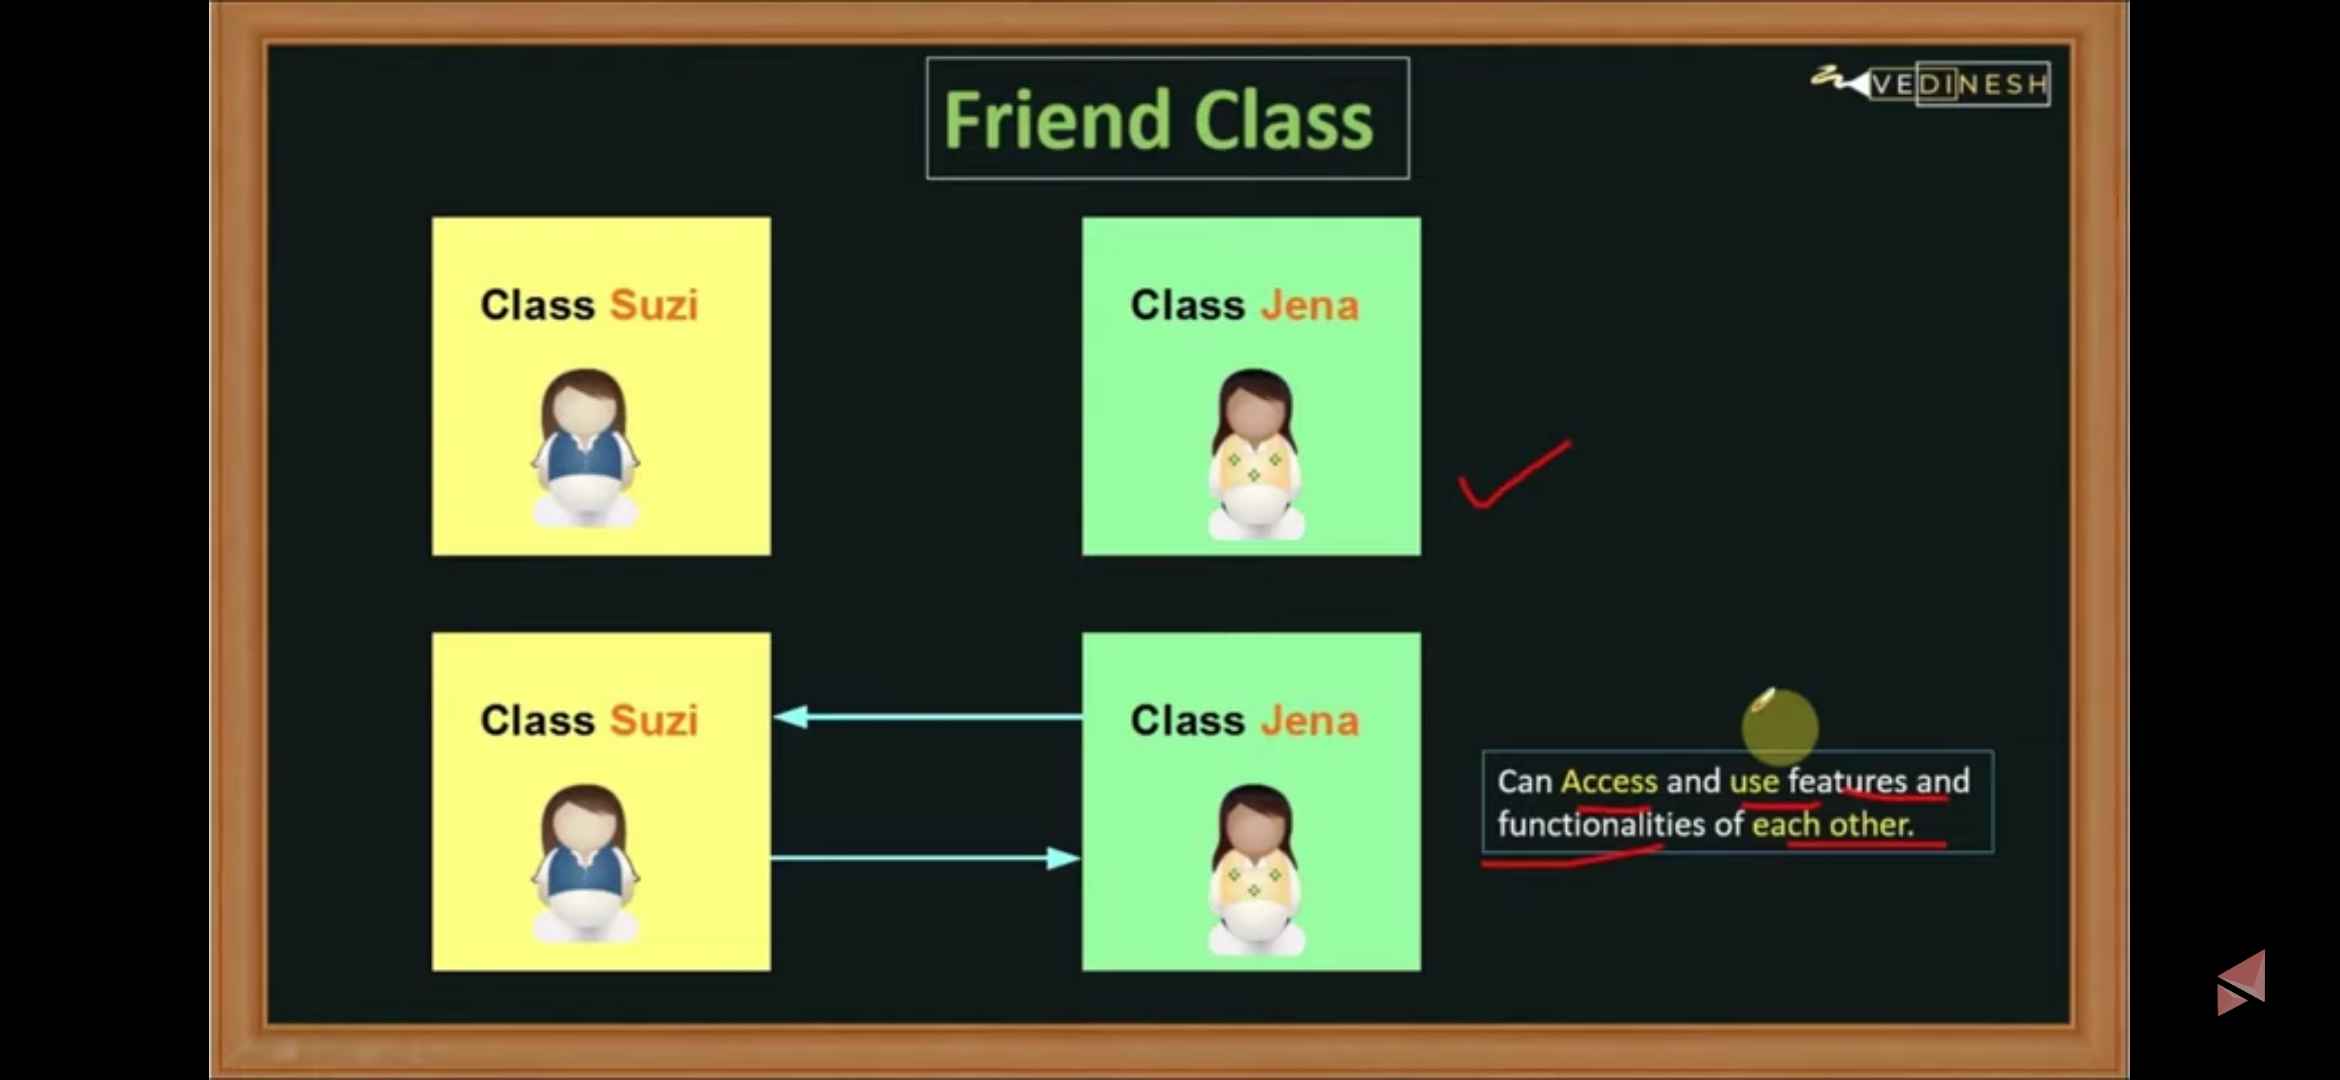 VEDINESH
Friend Class
Class Suzi
Class Jena
Class Suzi
Class Jena
Can Access and use features and
functionalities of each other.